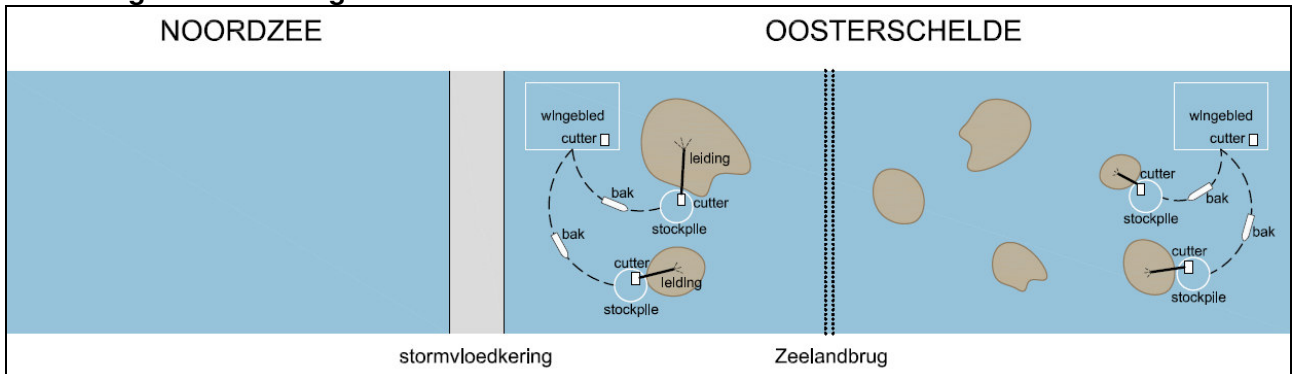 NOORDZEE
OOSTERSCHELDE
wingebied
cutter
leiding
bak
cutter
stockpile
bak
cutter
leiding
stockpile
wingebied
cutter
cutter
bak
stockpile
bak
cutter
stockpile
stormvloedkering
Zeelandbrug